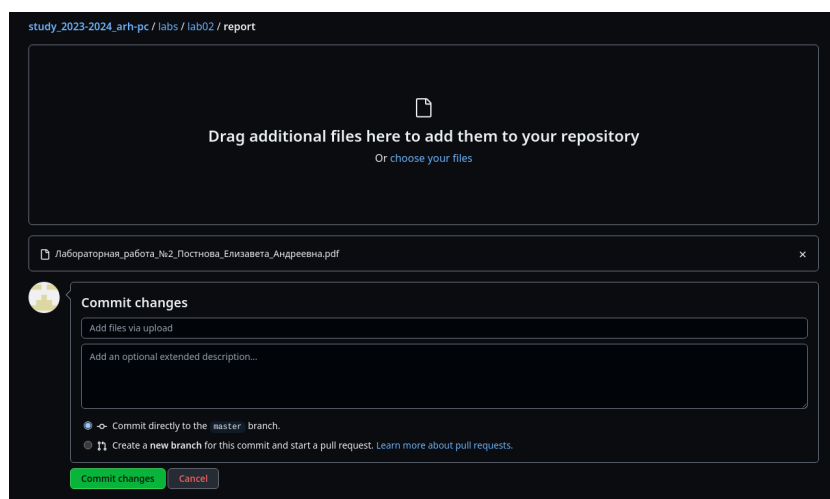 study_2023-2024_arh-pc / labs / lab02 / report
Drag additional files here to add them to your repository
Or choose your files
Лабораторная_работа_№2_Постнова_Елизавета_Андреевна.pdf
Commit changes
Add files via upload
Add an optional extended description...
Commit directly to the master branch.
Create a new branch for this commit and start a pull request. Learn more about pull requests.
Commit changes Cancel